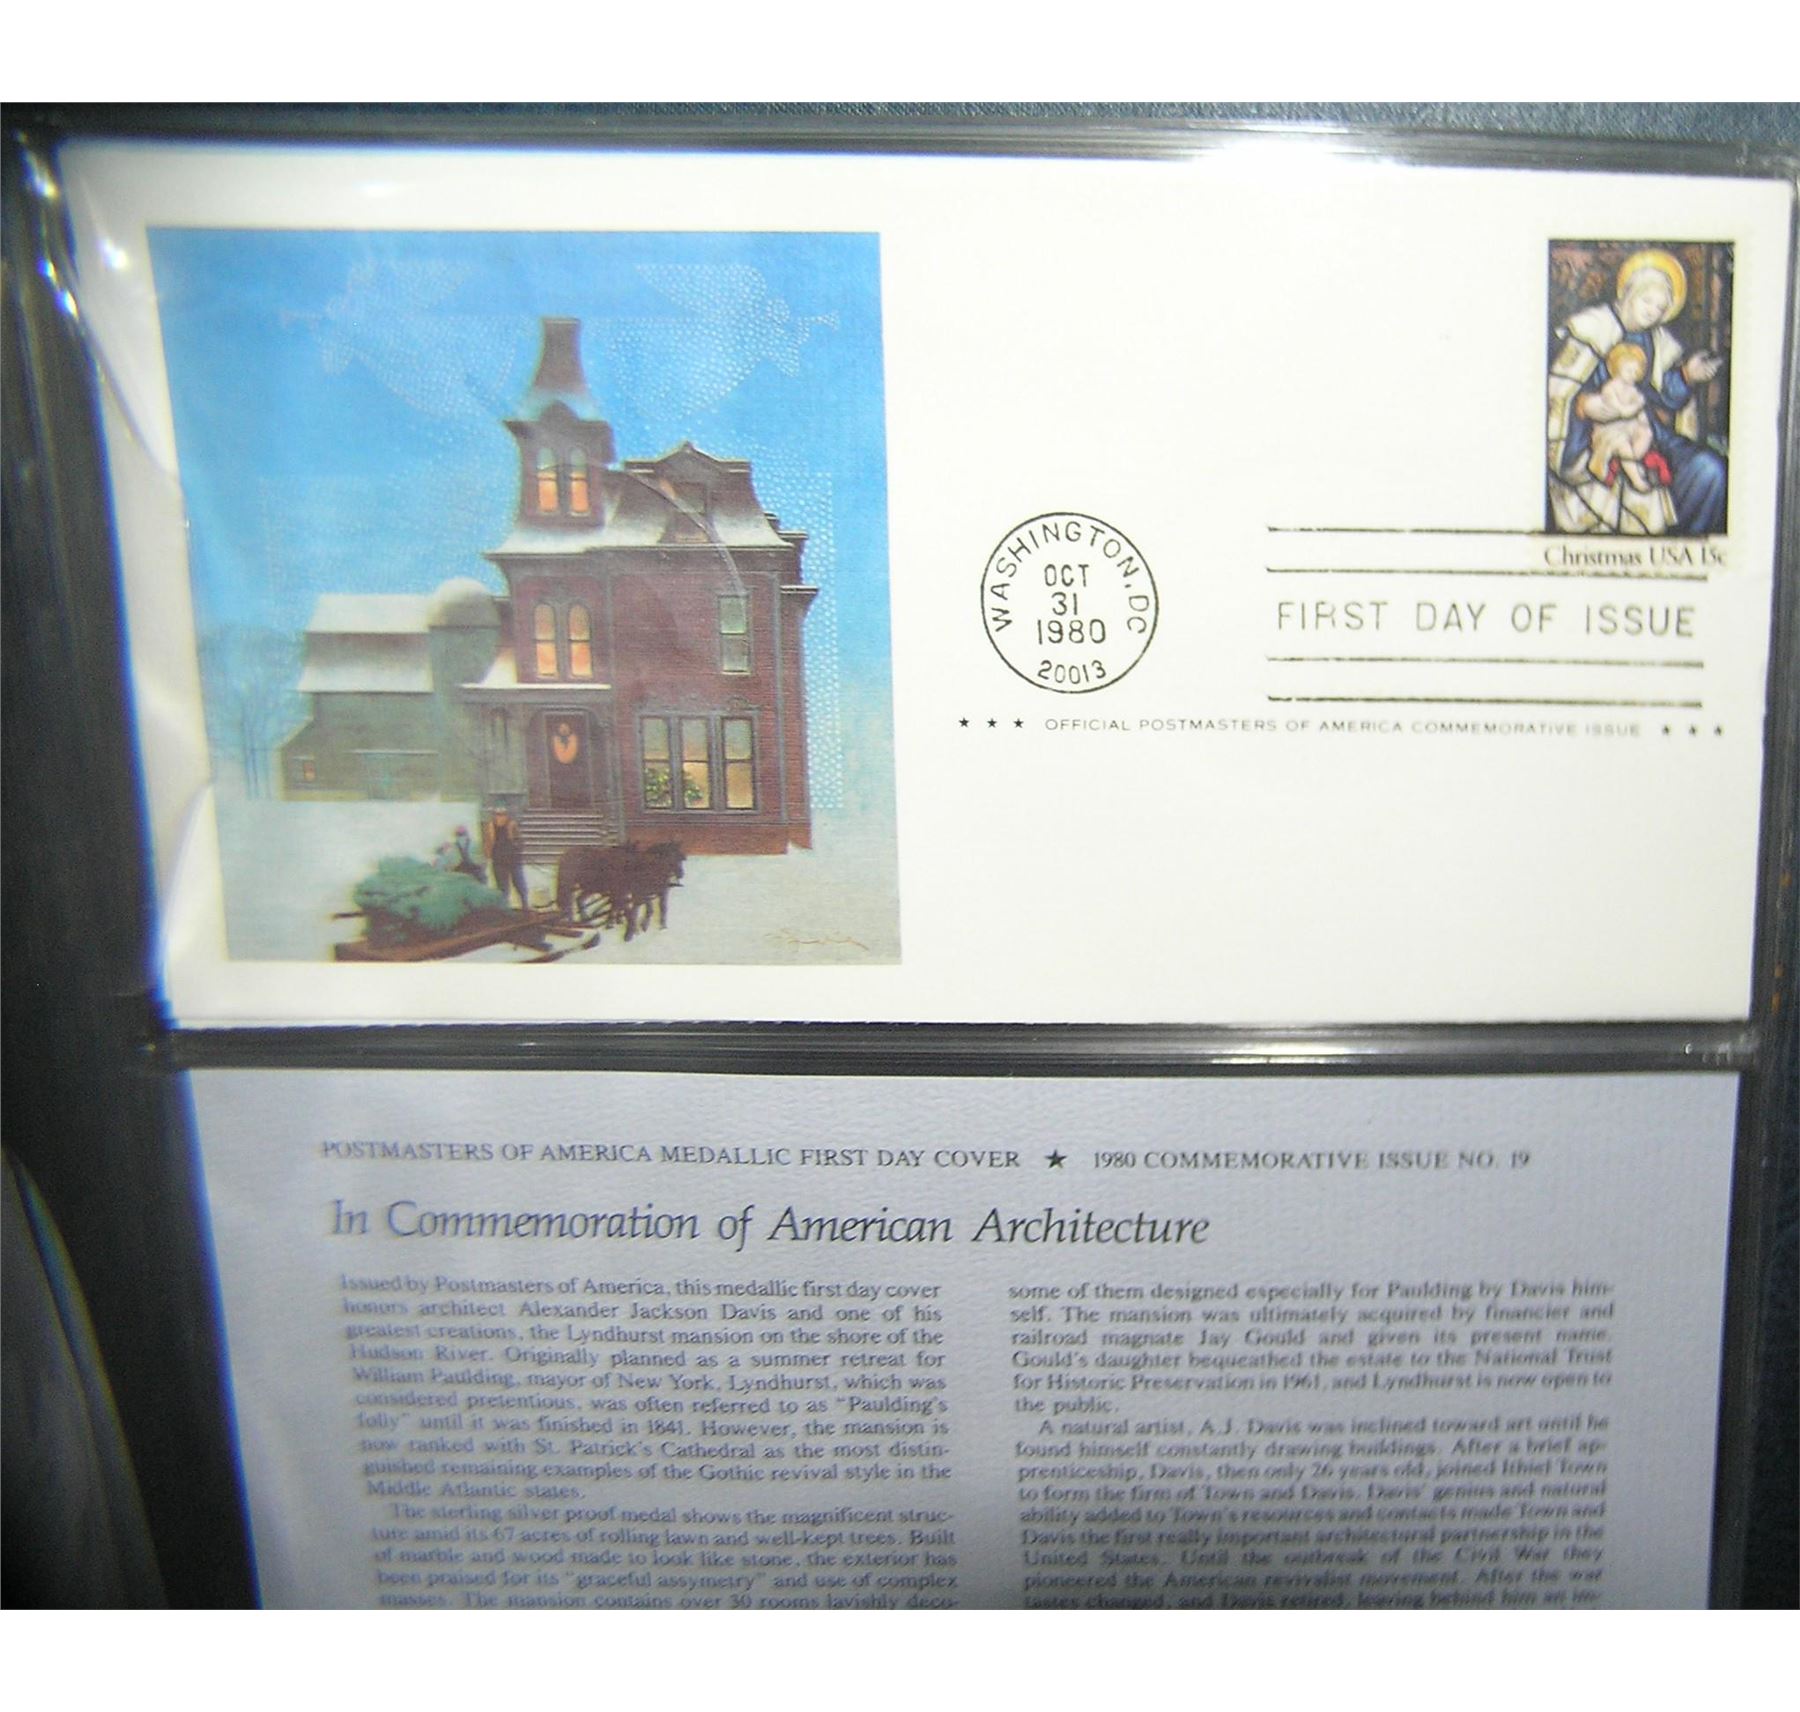 Christmas USA 15c
WASHINGTON, DC
OCT
31
1980
20013
FIRST DAY OF ISSUE
★ ★ ★ OFFICIAL POSTMASTERS OF AMERICA COMMEMORATIVE ISSUE ★ ★ ★
POSTMASTERS OF AMERICA MEDALLIC FIRST DAY COVER ★ 1980 COMMEMORATIVE ISSUE NO. 19
In Commemoration of American Architecture
Issued by Postmasters of America, this medallic first day cover
honors architect Alexander Jackson Davis and one of his
greatest creations, the Lyndhurst mansion on the shore of the
Hudson River. Originally planned as a summer retreat for
William Paulding, mayor of New York, Lyndhurst, which was
considered pretentious, was often referred to as "Paulding's
folly" until it was finished in 1841. However, the mansion is
now ranked with St. Patrick's Cathedral as the most distin-
guished remaining examples of the Gothic revival style in the
Middle Atlantic states.
The sterling silver proof medal shows the magnificent struc-
ture amid its 67 acres of rolling lawn and well-kept trees. Built
of marble and wood made to look like stone, the exterior has
been praised for its "graceful assymetry" and use of complex
masses. The mansion contains over 30 rooms lavishly deco-
some of them designed especially for Paulding by Davis him-
self. The mansion was ultimately acquired by financier and
railroad magnate Jay Gould and given its present name.
Gould's daughter bequeathed the estate to the National Trust
for Historic Preservation in 1961, and Lyndhurst is now open to
the public.
A natural artist, A.J. Davis was inclined toward art until he
found himself constantly drawing buildings. After a brief ap-
prenticeship, Davis, then only 26 years old, joined Ithiel Town
to form the firm of Town and Davis. Davis' genius and natural
ability added to Town's resources and contacts made Town and
Davis the first really important architectural partnership in the
United States. Until the outbreak of the Civil War they
pioneered the American revivalist movement. After the war
tastes changed, and Davis retired, leaving behind him an im-